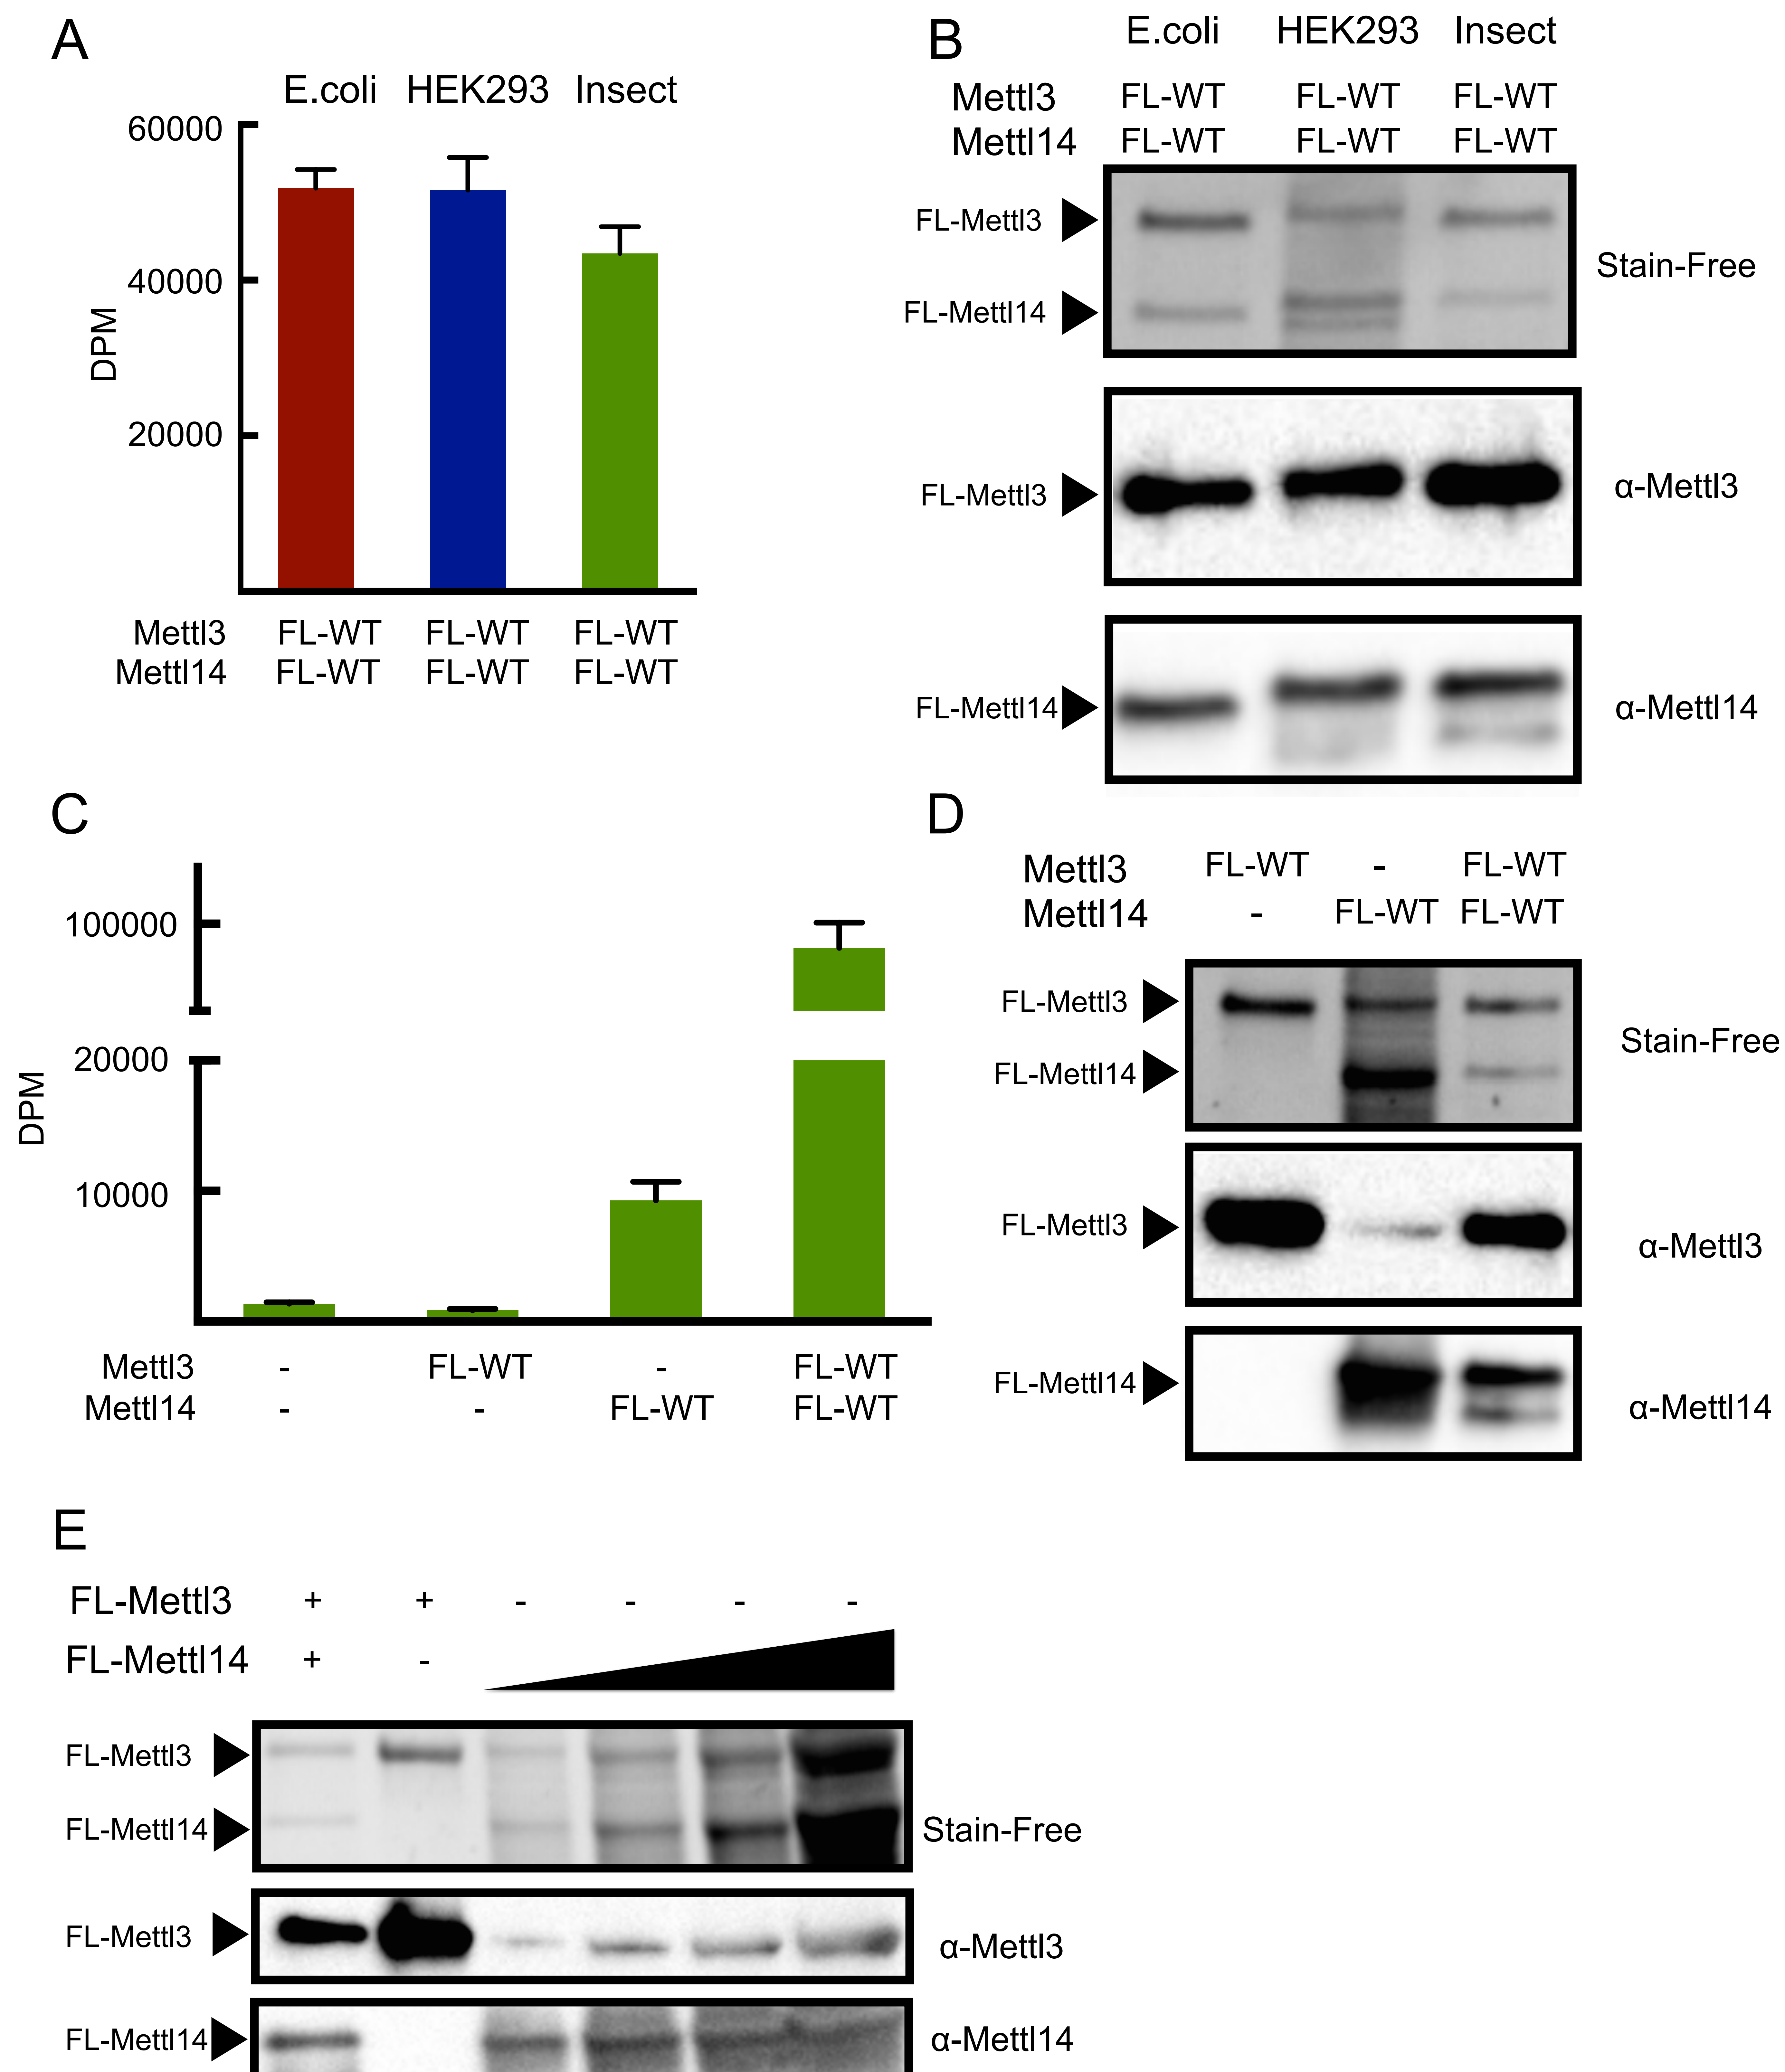 A
E.coli HEK293 Insect
60000
40000
20000
DPM
Mettl3 FL-WT FL-WT FL-WT
Mettl14 FL-WT FL-WT FL-WT
B
E.coli HEK293 Insect
Mettl3 FL-WT FL-WT FL-WT
Mettl14 FL-WT FL-WT FL-WT
FL-Mettl3
FL-Mettl14
Stain-Free
FL-Mettl3
α-Mettl3
FL-Mettl14
α-Mettl14
C
100000
20000
10000
DPM
Mettl3 - FL-WT - FL-WT
Mettl14 - - FL-WT FL-WT
D
Mettl3 FL-WT - FL-WT
Mettl14 - FL-WT FL-WT
FL-Mettl3
FL-Mettl14
Stain-Free
FL-Mettl3
α-Mettl3
FL-Mettl14
α-Mettl14
E
FL-Mettl3 + + - - - -
FL-Mettl14 + -
FL-Mettl3
FL-Mettl14
Stain-Free
FL-Mettl3
α-Mettl3
FL-Mettl14
α-Mettl14